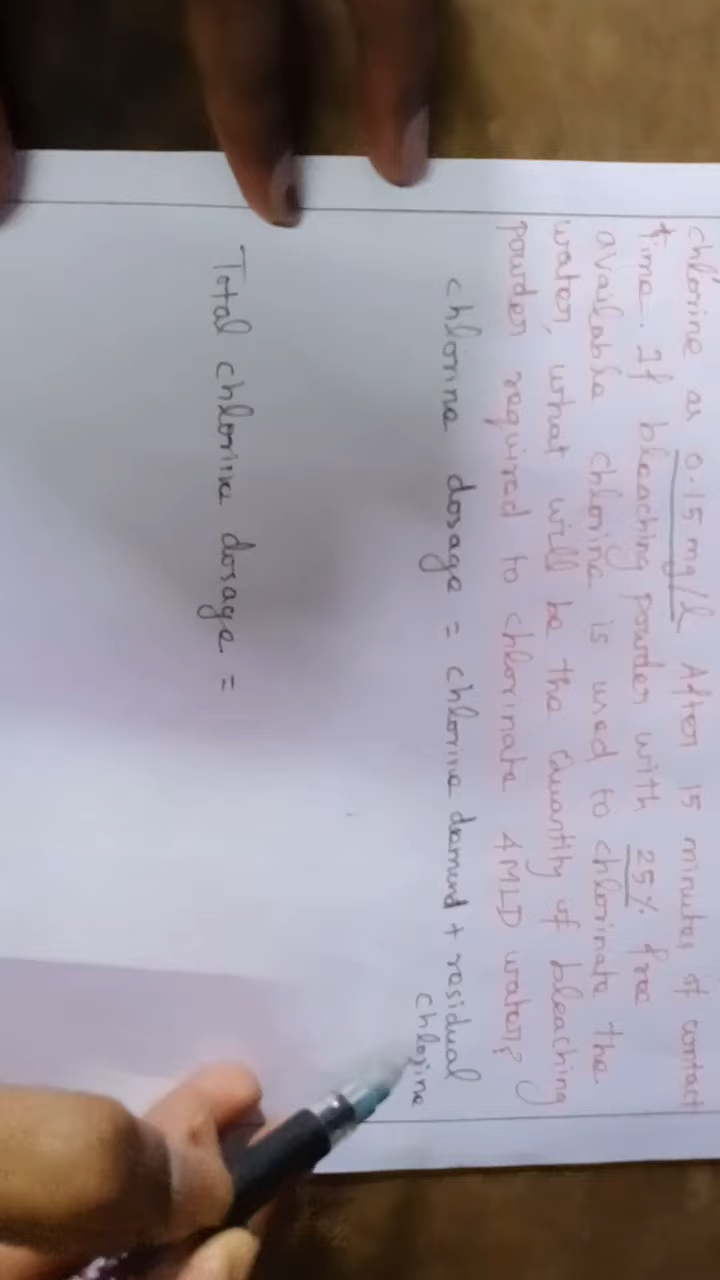 chlorine as 0.15 mg/l After 15 minutes of contact
time. If bleaching powder with 25% free
available chlorine is used to chlorinate the
water, what will be the Quantity of bleaching
powder required to chlorinate 4MLD water?
chlorine dosage = chlorine demand + residual
chlorine
Total chlorine dosage =